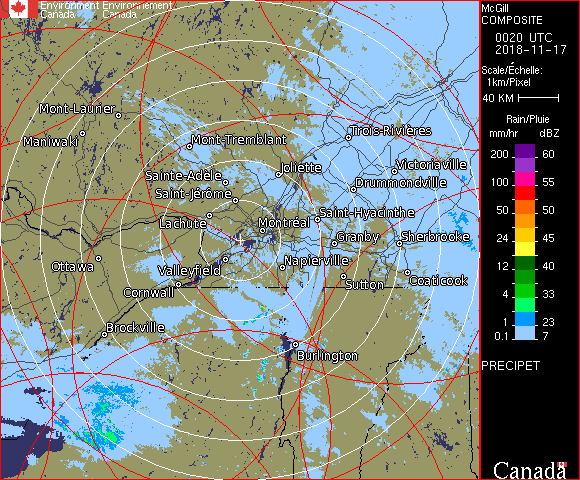 Environment Environnement
Canada Canada
McGill
COMPOSITE
0020 UTC
2018-11-17
Scale/Échelle:
1km/Pixel
40 KM
Rain/Pluie
mm/hr dBZ
200 60
100 55
50 50
24 45
12 40
4 33
1 23
0.1 7
PRECIPET
Mont-Laurier
Maniwaki
Mont-Tremblant
Trois-Rivières
Joliette
Victoriaville
Sainte-Adèle
Drummondville
Saint-Jérôme
Saint-Hyacinthe
Lachute
Montréal
Granby
Sherbrooke
Ottawa
Valleyfield
Napierville
Cornwall
Sutton
Coaticook
Brockville
Burlington
Canada